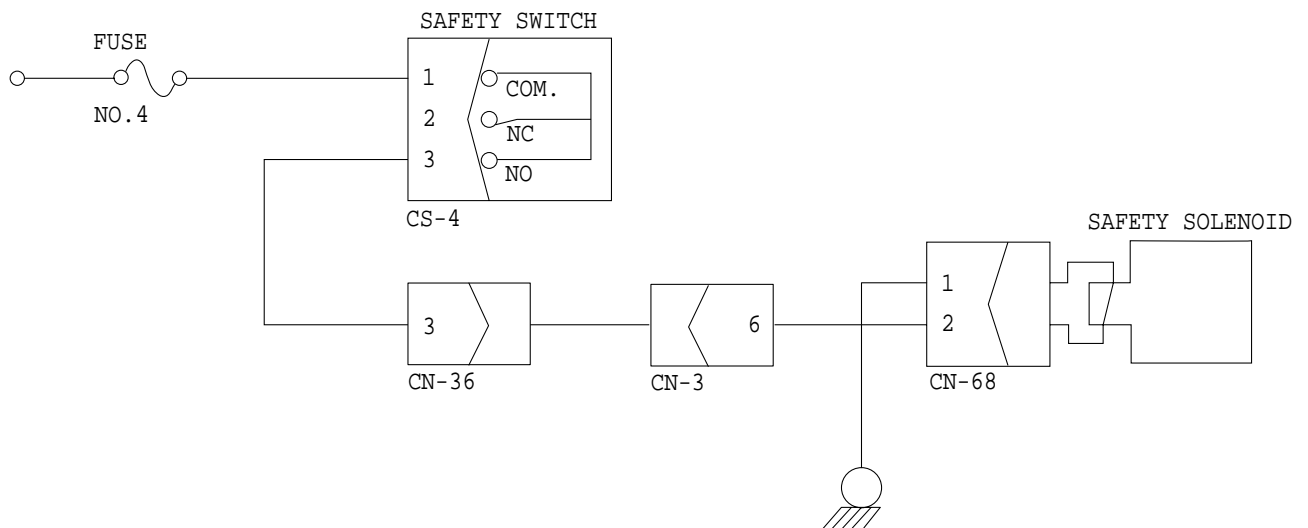 SAFETY SWITCH
FUSE
NO.4
1
COM.
2
NC
3
NO
CS-4
SAFETY SOLENOID
3
CN-36
6
CN-3
1
2
CN-68